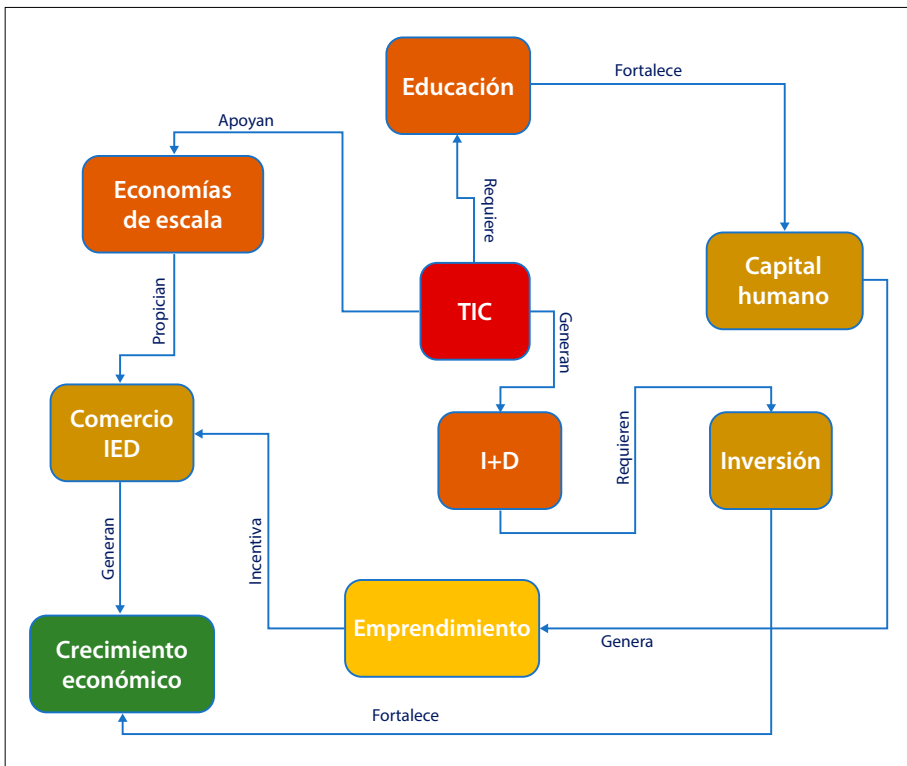 Educación
Fortalece
Apoyan
Economías
de escala
Requiere
Capital
humano
Propician
TIC
Generan
Comercio
IED
I+D
Requieren
Inversión
Generan
Incentiva
Emprendimiento
Genera
Crecimiento
económico
Fortalece